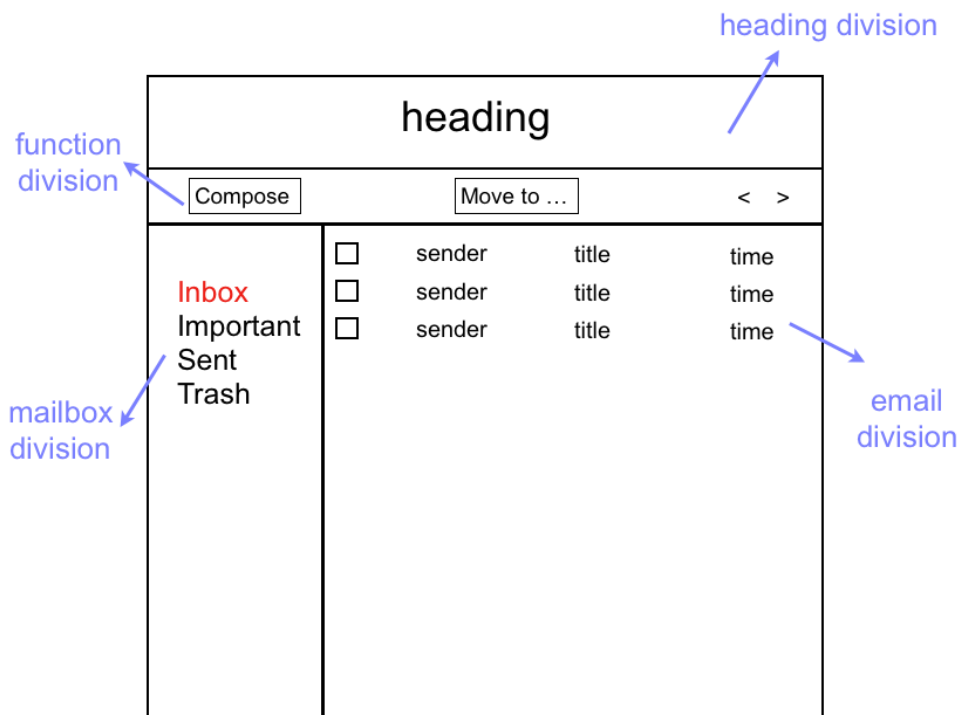 heading division
heading
function
division
Compose
Move to ...
< >
sender title time
Inbox
sender title time
Important
sender title time
Sent
Trash
mailbox
division
email
division